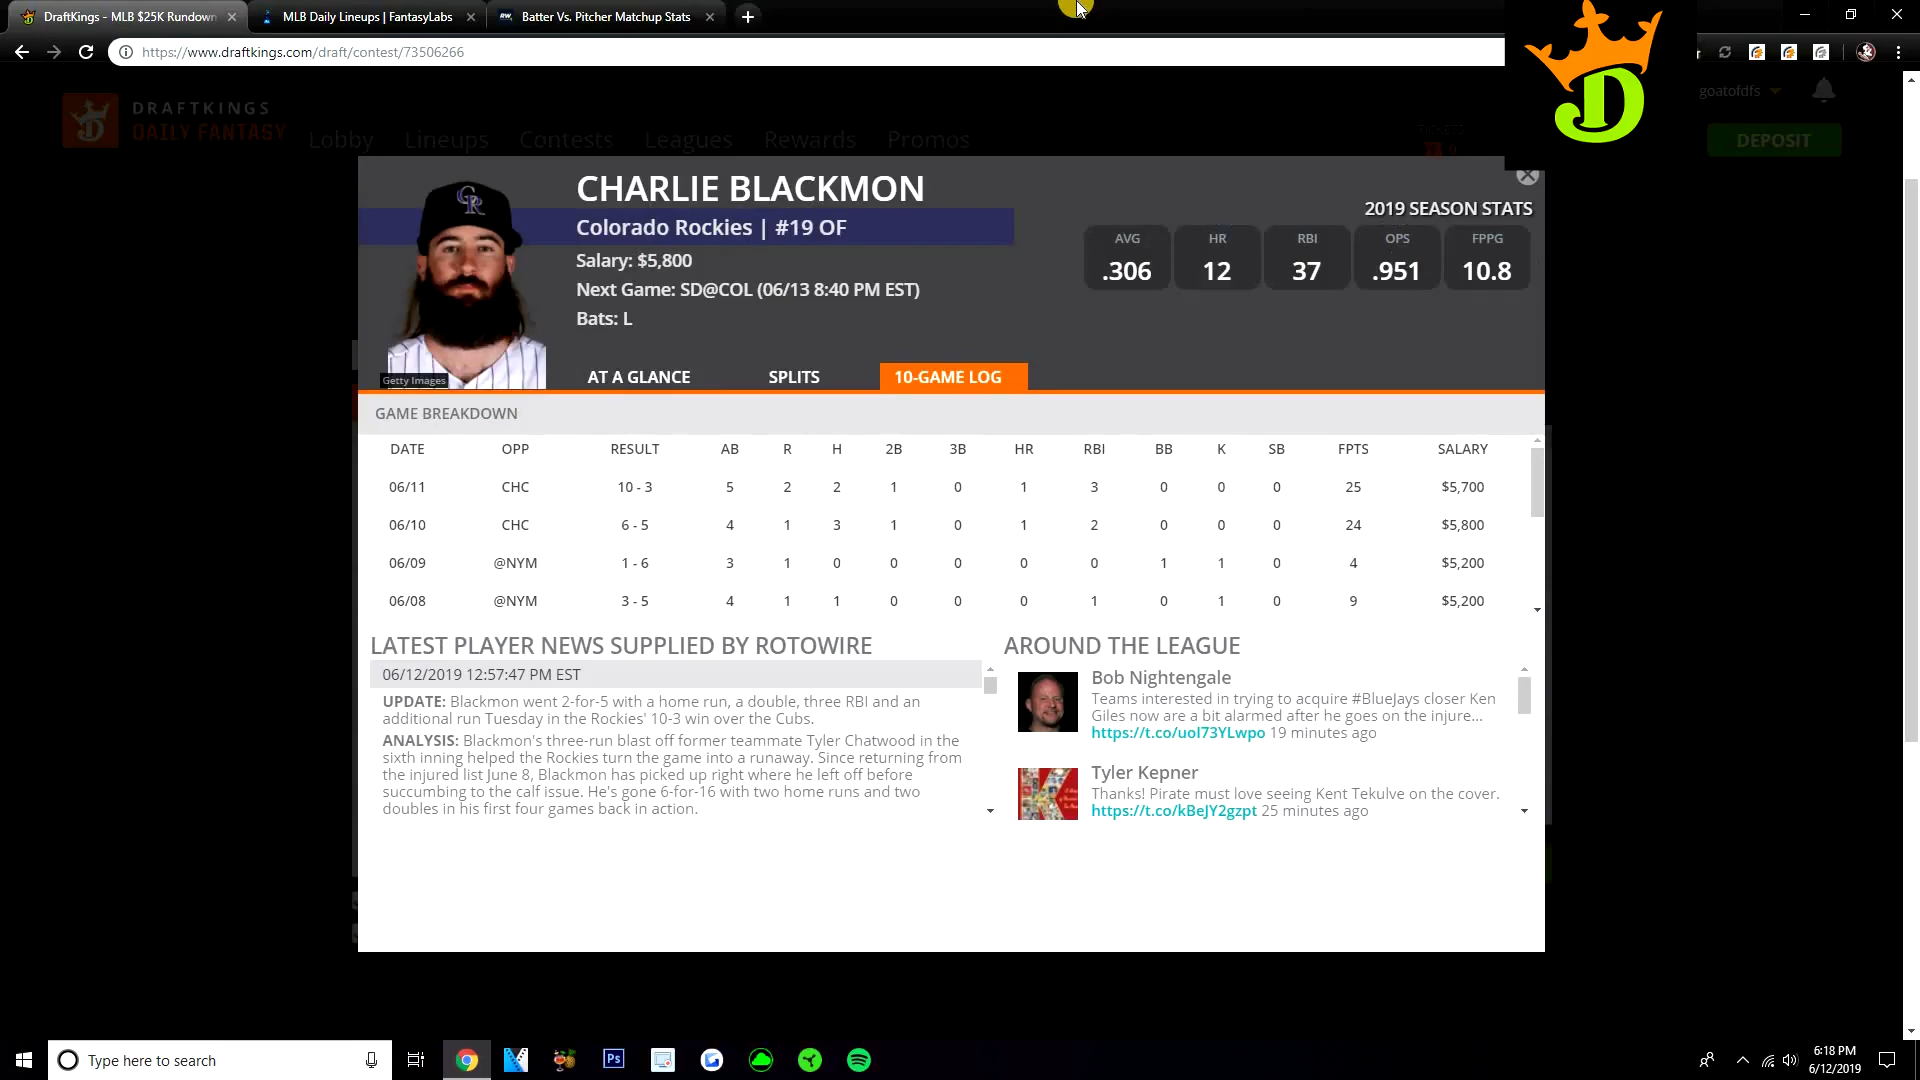 DraftKings - MLB $25K Rundown
MLB Daily Lineups | FantasyLabs
RW
Batter Vs. Pitcher Matchup Stats
https://www.draftkings.com/draft/contest/73506266
DRAFTKINGS
DAILY FANTASY
Lobby
Lineups
Contests
Leagues
Rewards
Promos
goatofdfs
DEPOSIT
D
CHARLIE BLACKMON
Colorado Rockies | #19 OF
Salary: $5,800
Next Game: SD@COL (06/13 8:40 PM EST)
Bats: L
Getty Images
2019 SEASON STATS
AVG HR RBI OPS FPPG
.306 12 37 .951 10.8
AT A GLANCE SPLITS 10-GAME LOG
GAME BREAKDOWN
DATE OPP RESULT AB R H 2B 3B HR RBI BB K SB FPTS SALARY
06/11 CHC 10 - 3 5 2 2 1 0 1 3 0 0 0 25 $5,700
06/10 CHC 6 - 5 4 1 3 1 0 1 2 0 0 0 24 $5,800
06/09 @NYM 1 - 6 3 1 0 0 0 0 0 1 1 0 4 $5,200
06/08 @NYM 3 - 5 4 1 1 0 0 0 1 0 1 0 9 $5,200
LATEST PLAYER NEWS SUPPLIED BY ROTOWIRE
06/12/2019 12:57:47 PM EST
UPDATE: Blackmon went 2-for-5 with a home run, a double, three RBI and an
additional run Tuesday in the Rockies' 10-3 win over the Cubs.
ANALYSIS: Blackmon's three-run blast off former teammate Tyler Chatwood in the
sixth inning helped the Rockies turn the game into a runaway. Since returning from
the injured list June 8, Blackmon has picked up right where he left off before
succumbing to the calf issue. He's gone 6-for-16 with two home runs and two
doubles in his first four games back in action.
AROUND THE LEAGUE
Bob Nightengale
Teams interested in trying to acquire #BlueJays closer Ken
Giles now are a bit alarmed after he goes on the injure...
https://t.co/uol73YLwpo 19 minutes ago
Tyler Kepner
Thanks! Pirate must love seeing Kent Tekulve on the cover.
https://t.co/kBeJY2gzpt 25 minutes ago
Type here to search
Ps
6:18 PM
6/12/2019